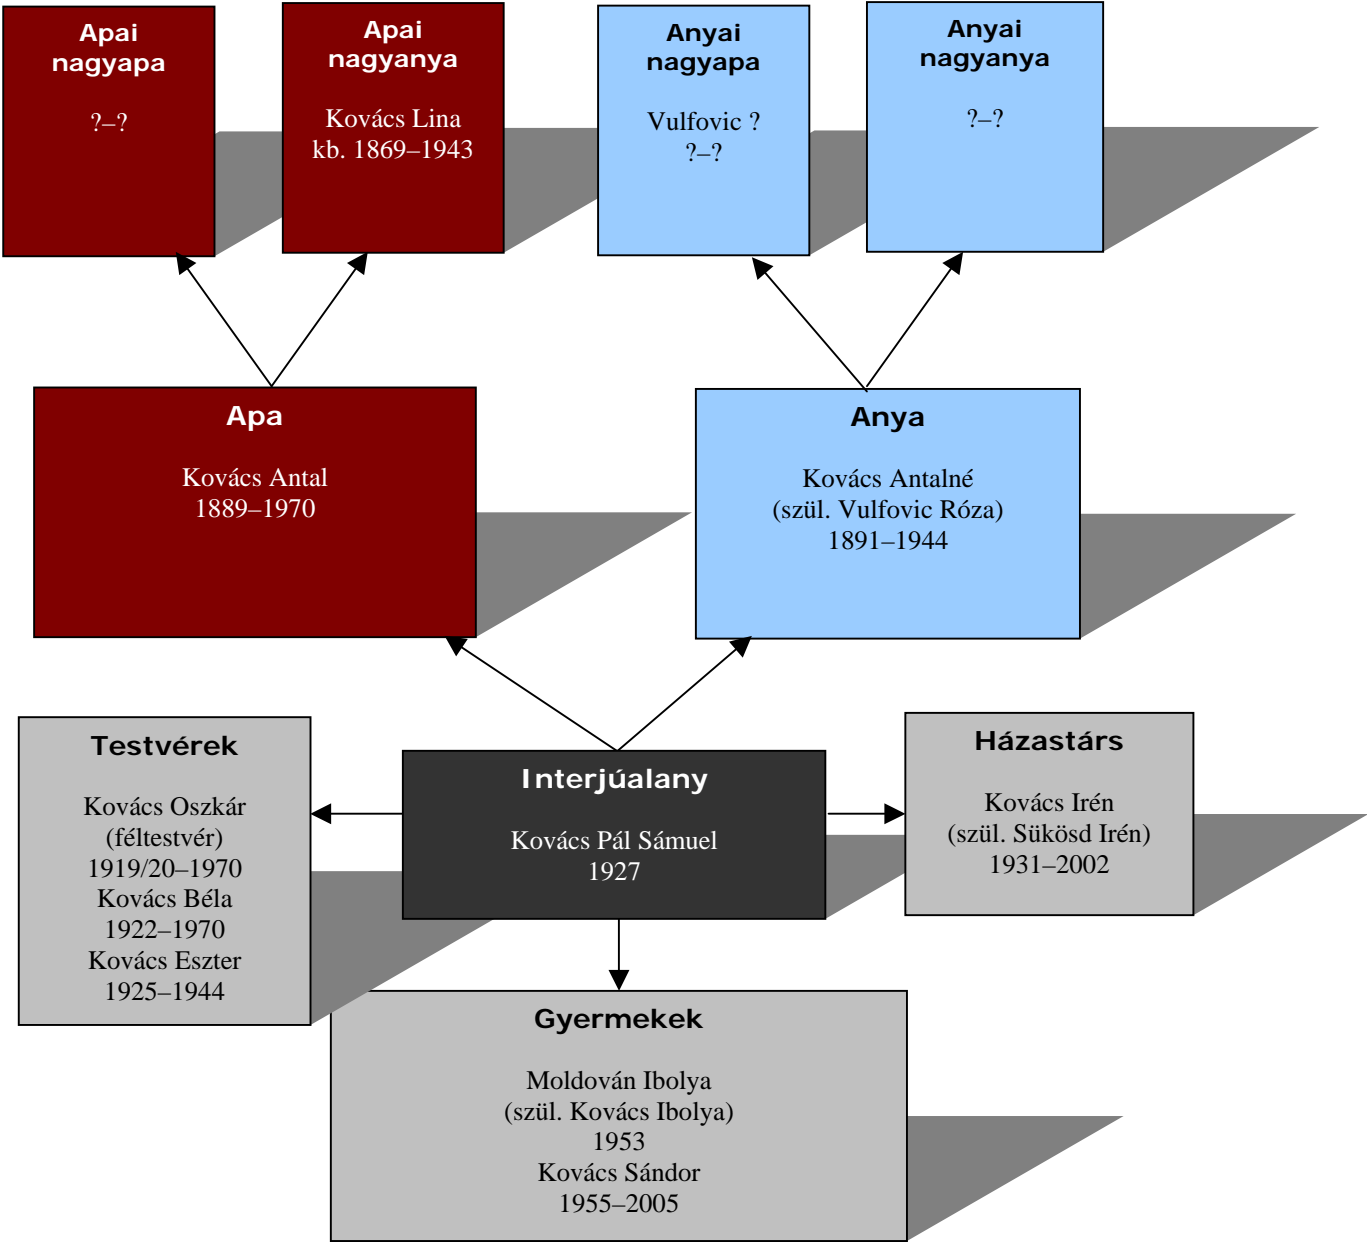 Apai
nagyapa
?–?
Apai
nagyanya
Kovács Lina
kb. 1869–1943
Anyai
nagyapa
Vulfovic ?
?–?
Anyai
nagyanya
?–?
Apa
Kovács Antal
1889–1970
Anya
Kovács Antalné
(szül. Vulfovic Róza)
1891–1944
Testvérek
Kovács Oszkár
(féltestvér)
1919/20–1970
Kovács Béla
1922–1970
Kovács Eszter
1925–1944
Interjúalany
Kovács Pál Sámuel
1927
Házastárs
Kovács Irén
(szül. Sükösd Irén)
1931–2002
Gyermekek
Moldován Ibolya
(szül. Kovács Ibolya)
1953
Kovács Sándor
1955–2005